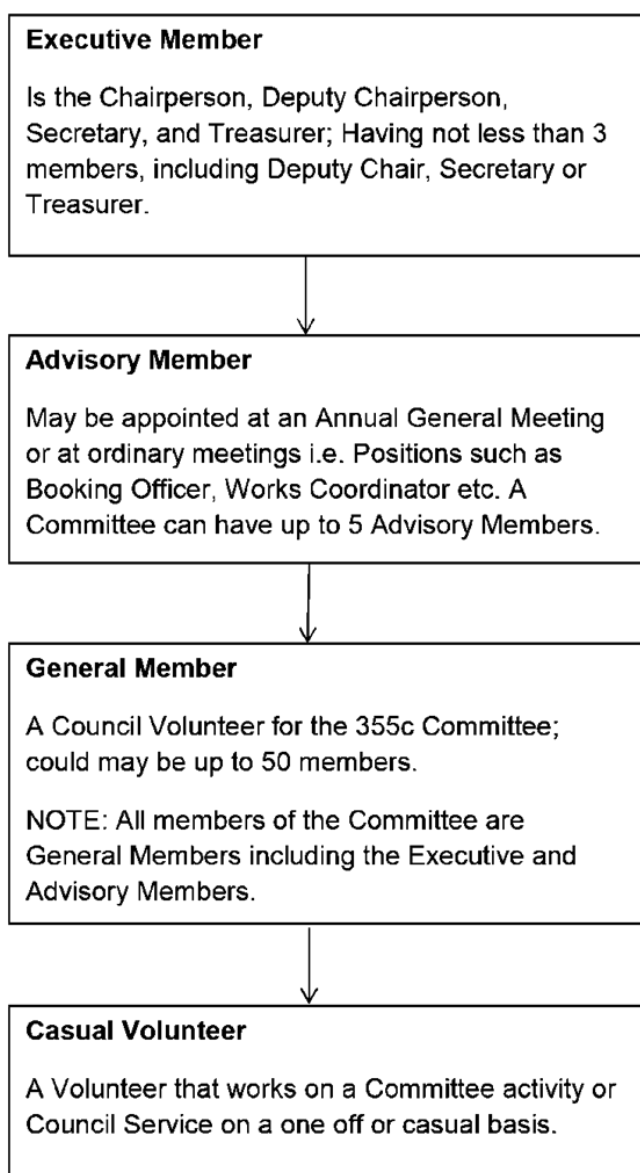 Executive Member
Is the Chairperson, Deputy Chairperson,
Secretary, and Treasurer; Having not less than 3
members, including Deputy Chair, Secretary or
Treasurer.
Advisory Member
May be appointed at an Annual General Meeting
or at ordinary meetings i.e. Positions such as
Booking Officer, Works Coordinator etc. A
Committee can have up to 5 Advisory Members.
General Member
A Council Volunteer for the 355c Committee;
could may be up to 50 members.
NOTE: All members of the Committee are
General Members including the Executive and
Advisory Members.
Casual Volunteer
A Volunteer that works on a Committee activity or
Council Service on a one off or casual basis.